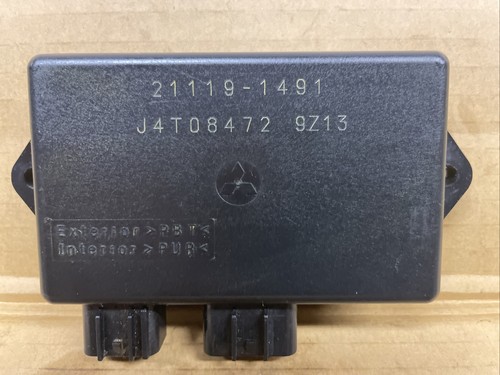 21119-1491
J4T08472 9Z13
Exterior>PBT<
Interior>PUR<